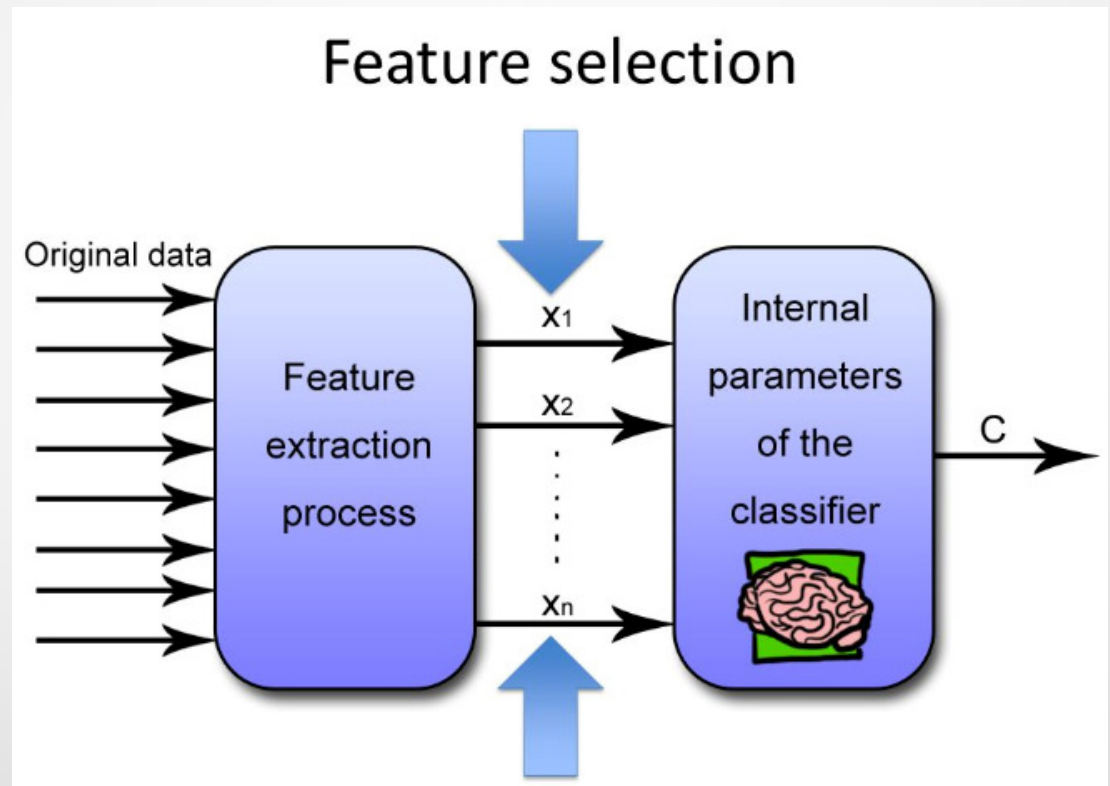 Feature selection
Original data
Feature
extraction
process
x1
x2
xn
Internal
parameters
of the
classifier
C